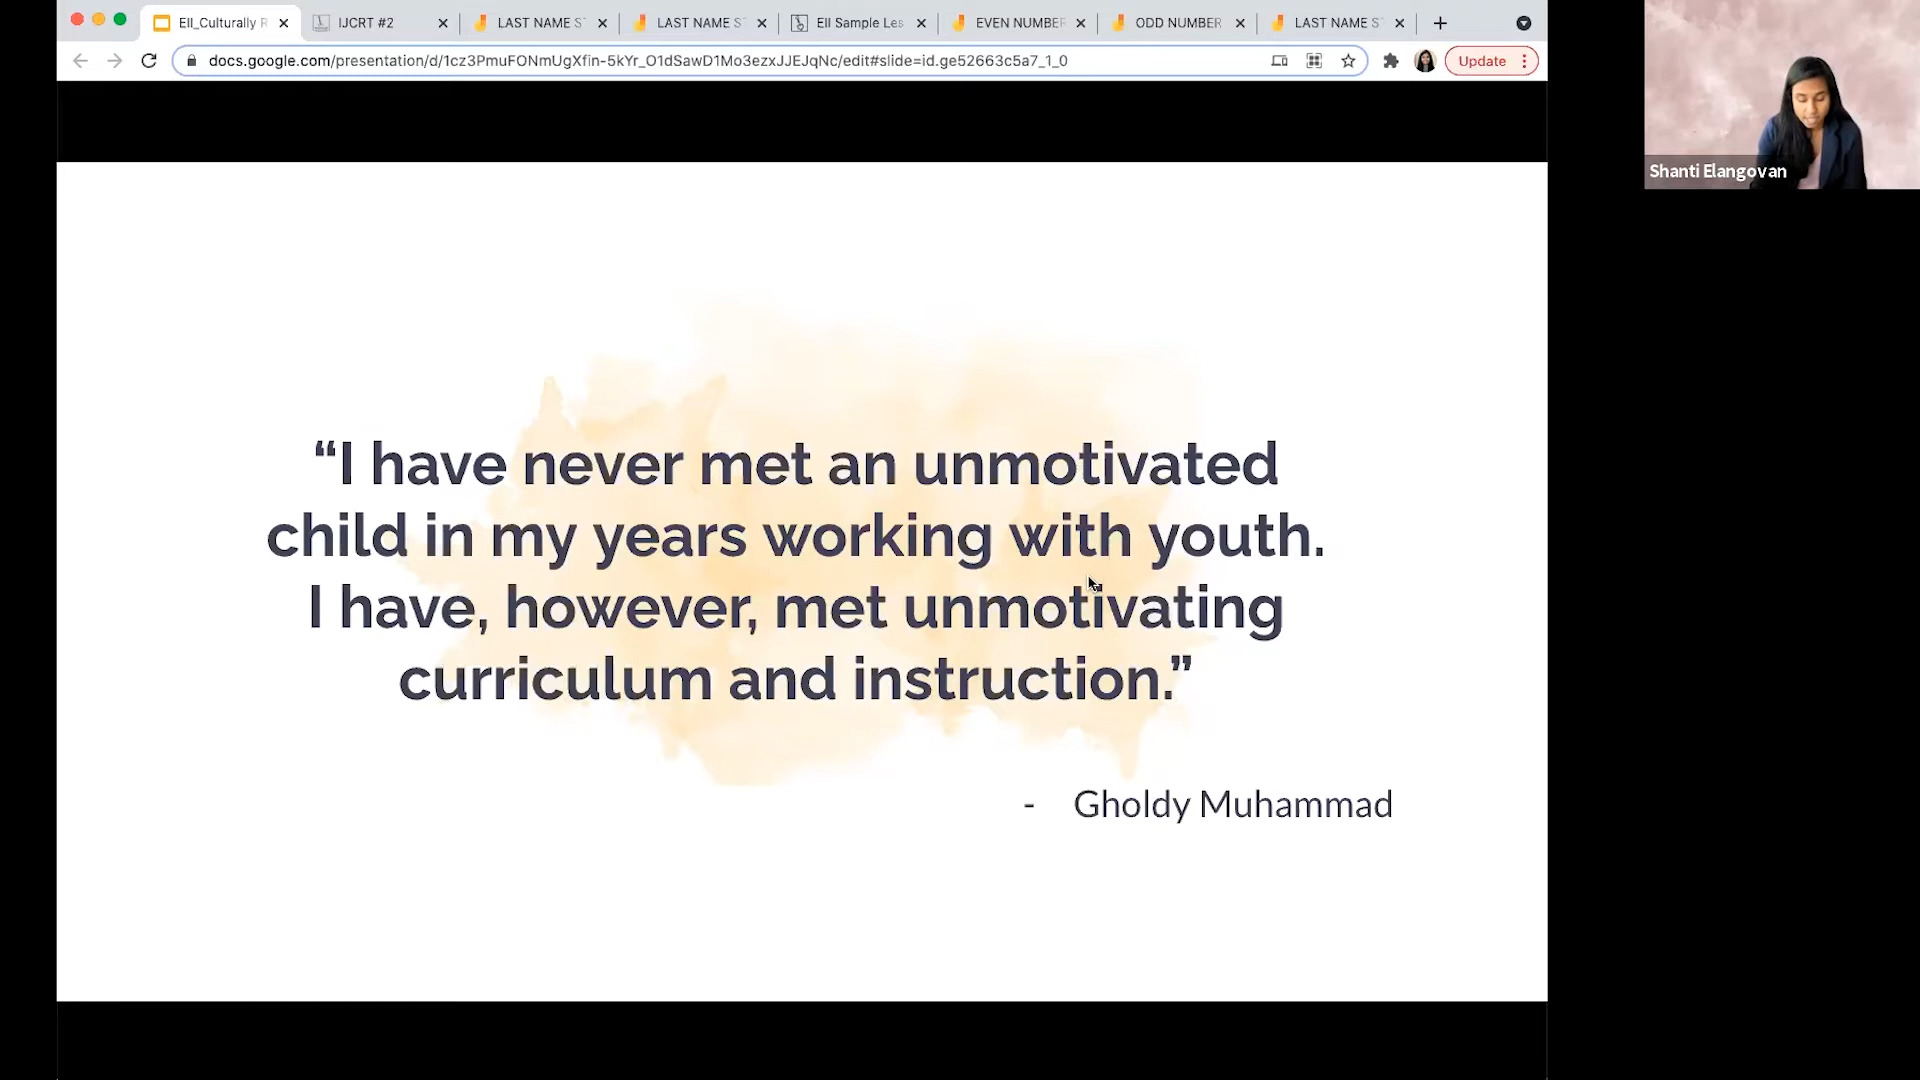 EII_Culturally R
IJCRT #2
LAST NAME S
LAST NAME S
EII Sample Les
EVEN NUMBER
ODD NUMBER
LAST NAME S
docs.google.com/presentation/d/1cz3PmuFONmUgXfin-5kYr_O1dSawD1Mo3ezxJJEJqNc/edit#slide=id.ge52663c5a7_1_0
Update
Shanti Elangovan
“I have never met an unmotivated
child in my years working with youth.
I have, however, met unmotivating
curriculum and instruction.”
- Gholdy Muhammad